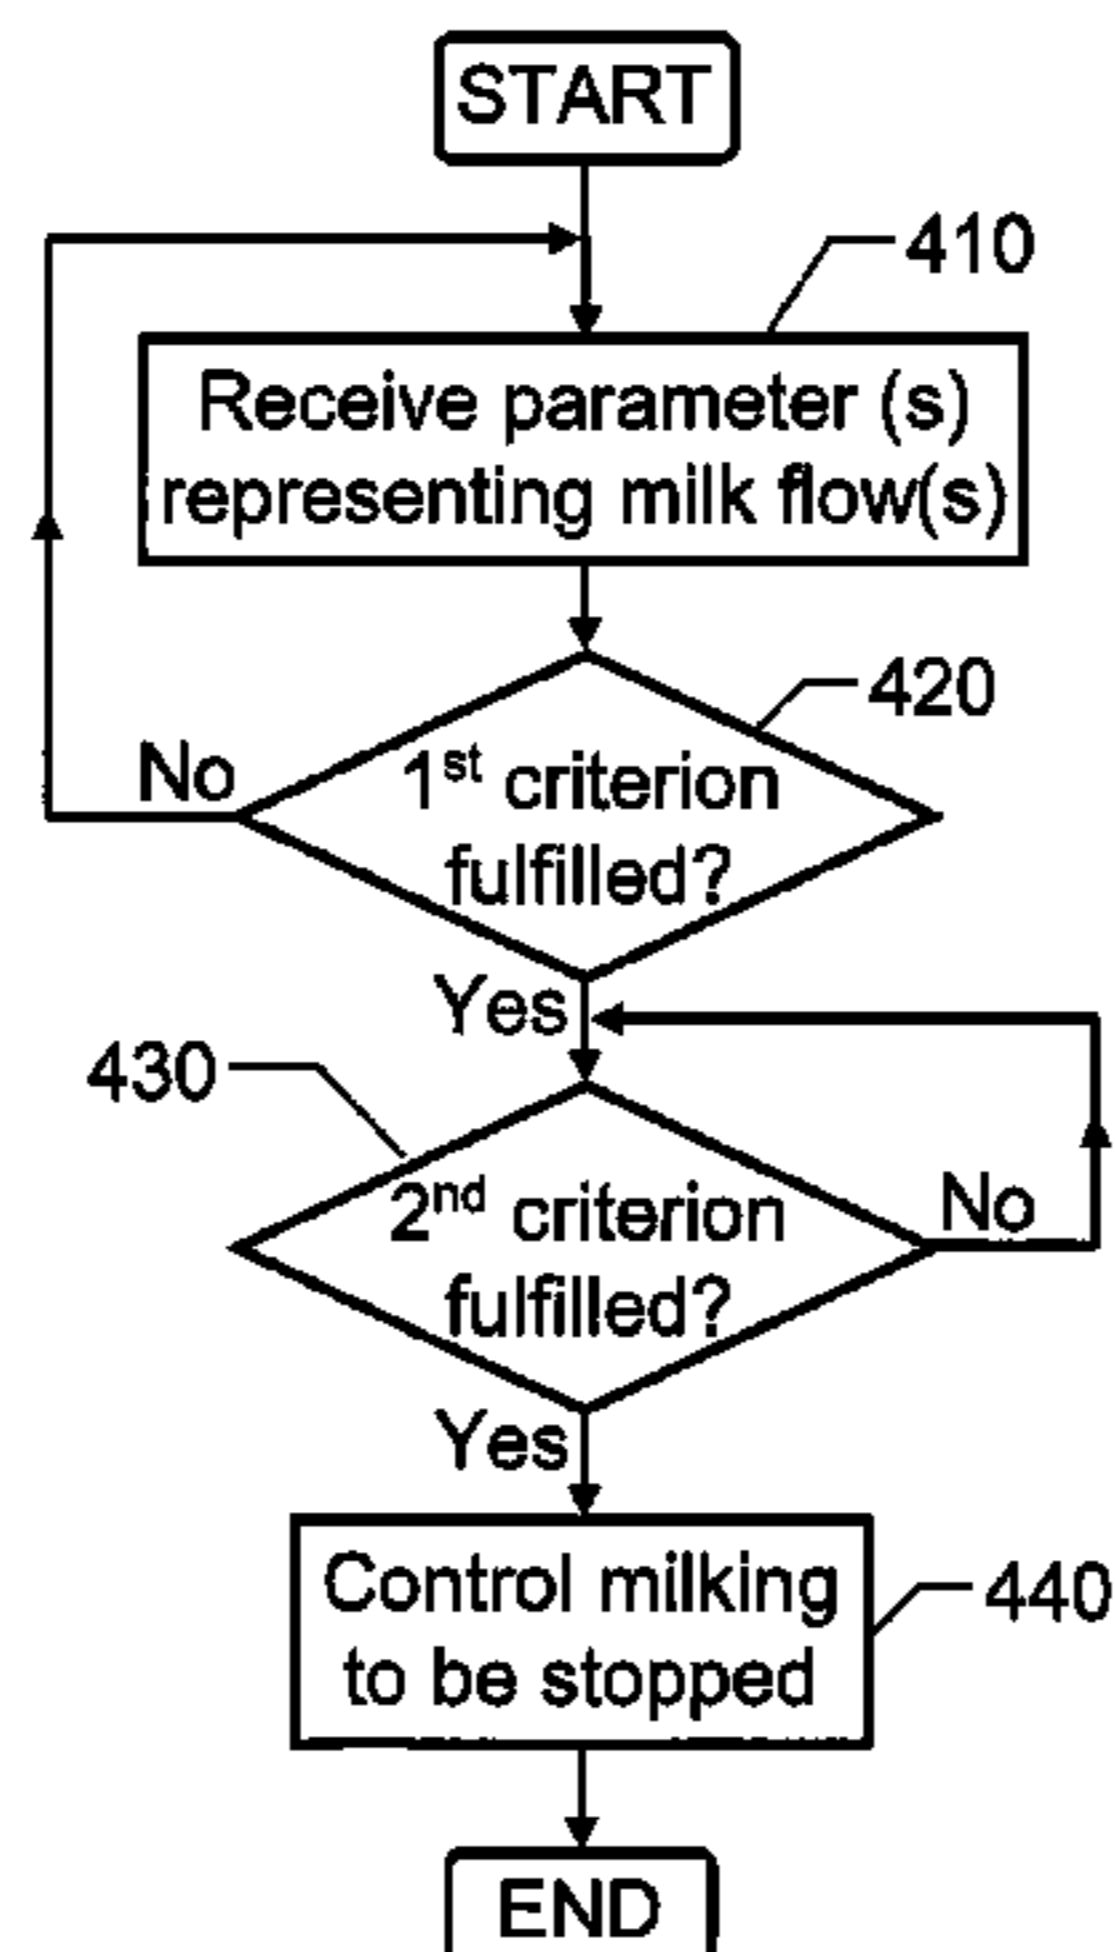 START
410
Receive parameter (s)
representing milk flow(s)
420
No
1st criterion
fulfilled?
Yes
430
2nd criterion
fulfilled?
No
Yes
Control milking
to be stopped
440
END